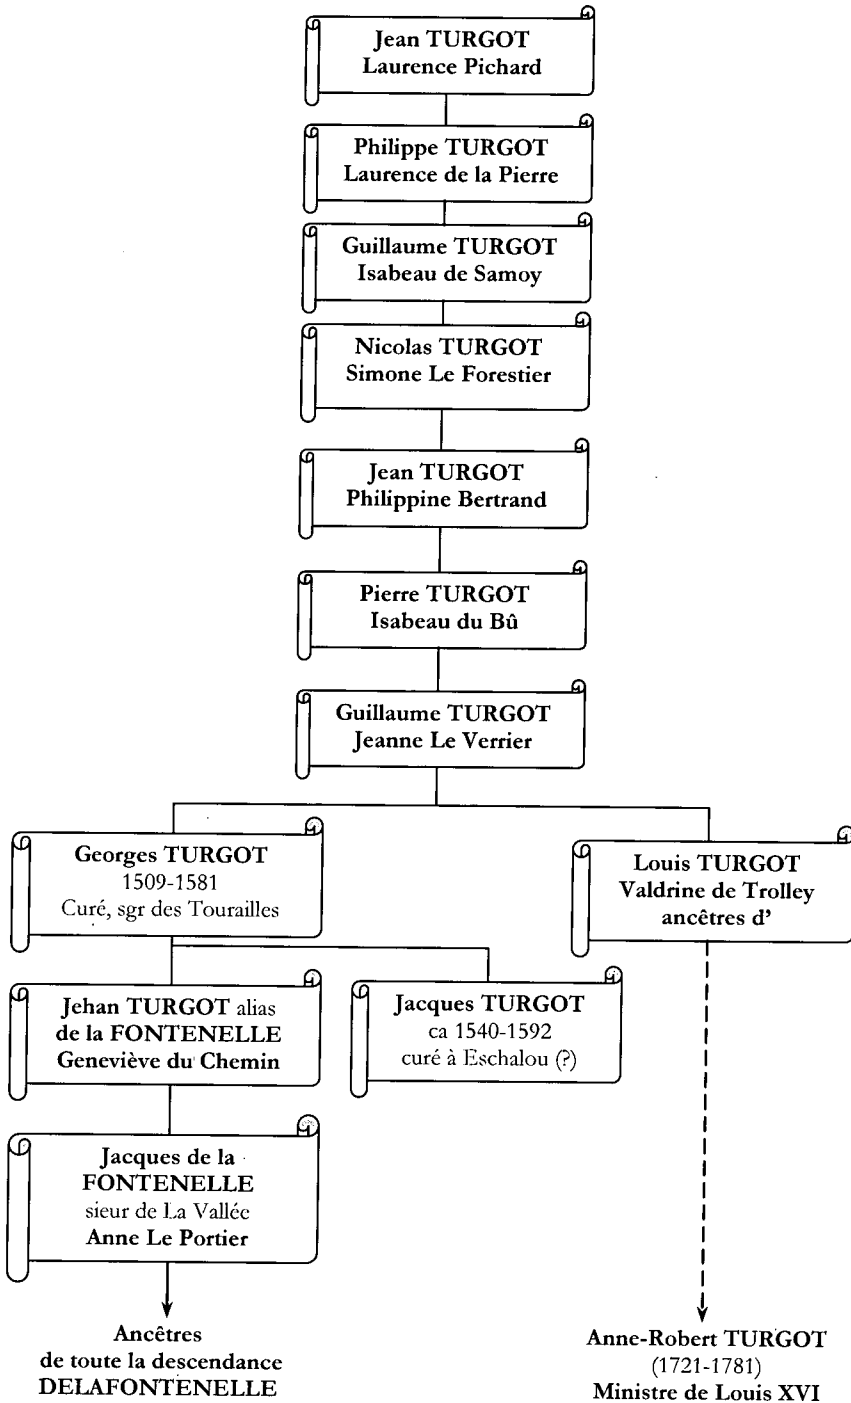 Jean TURGOT
Laurence Pichard
Philippe TURGOT
Laurence de la Pierre
Guillaume TURGOT
Isabeau de Samoy
Nicolas TURGOT
Simone Le Forestier
Jean TURGOT
Philippine Bertrand
Pierre TURGOT
Isabeau du Bû
Guillaume TURGOT
Jeanne Le Verrier
Georges TURGOT
1509-1581
Curé, sgr des Tourailles
Louis TURGOT
Valdrine de Trolley
ancêtres d'
Jehan TURGOT alias
de la FONTENELLE
Geneviève du Chemin
Jacques TURGOT
ca 1540-1592
curé à Eschalou (?)
Jacques de la
FONTENELLE
sieur de La Vallée
Anne Le Portier
Ancêtres
de toute la descendance
DELAFONTENELLE
Anne-Robert TURGOT
(1721-1781)
Ministre de Louis XVI